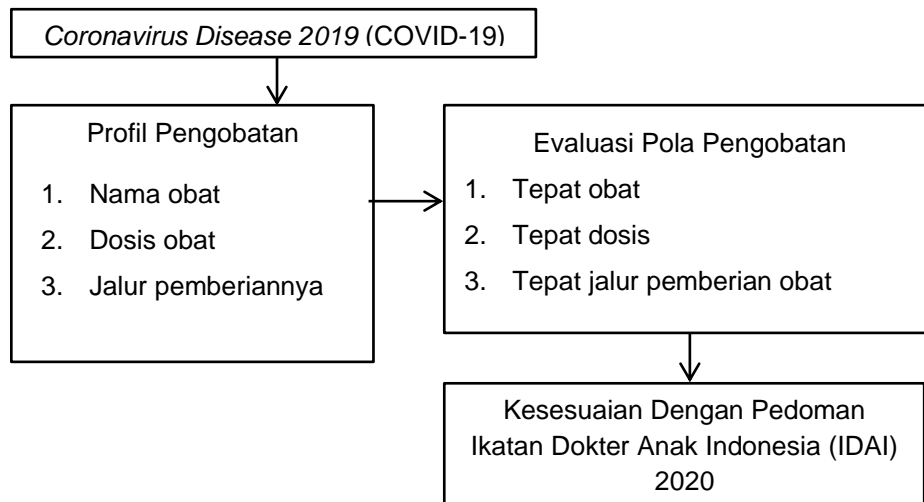 Coronavirus Disease 2019 (COVID-19)
Profil Pengobatan
1. Nama obat
2. Dosis obat
3. Jalur pemberiannya
Evaluasi Pola Pengobatan
1. Tepat obat
2. Tepat dosis
3. Tepat jalur pemberian obat
Kesesuaian Dengan Pedoman
Ikatan Dokter Anak Indonesia (IDAI)
2020